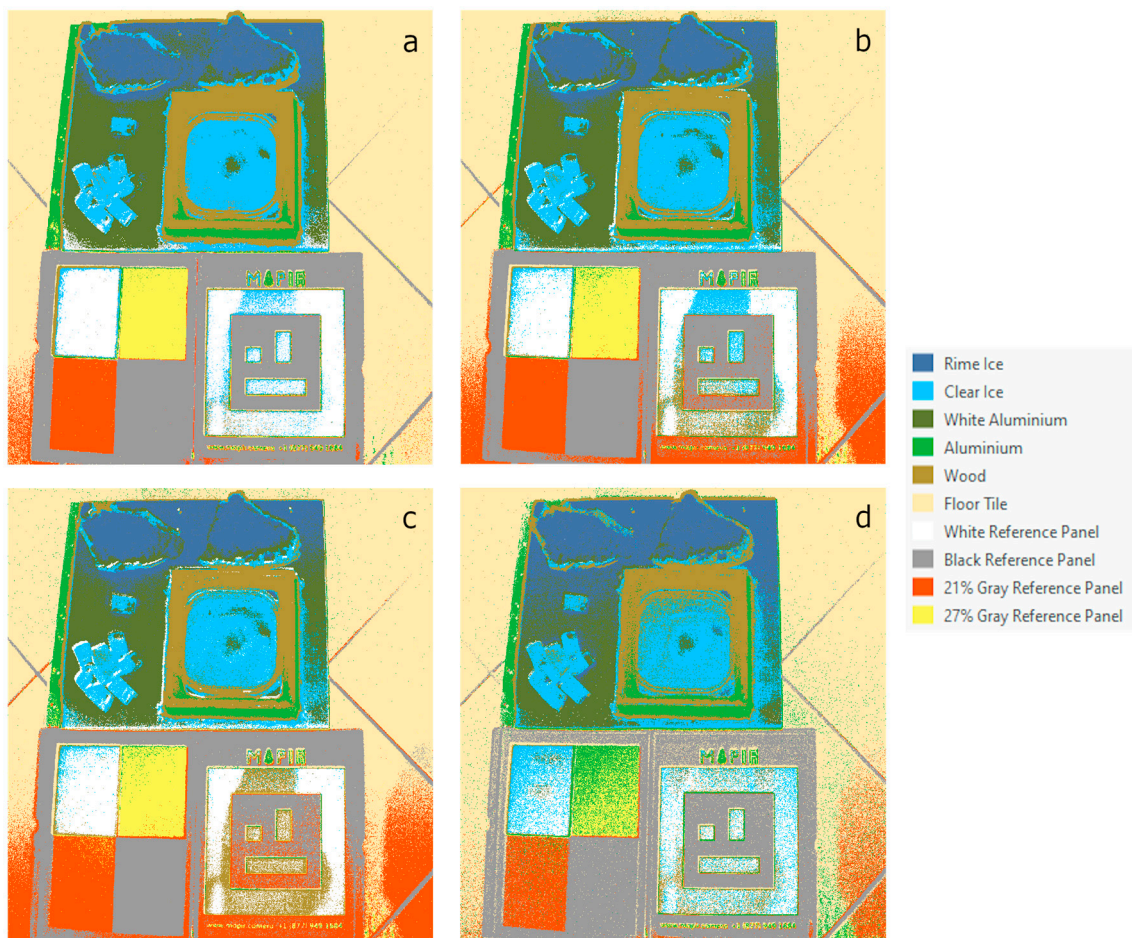 a
b
MAPIR
MAPIR
c
d
MAPIR
MAPIR
Rime Ice
Clear Ice
White Aluminium
Aluminium
Wood
Floor Tile
White Reference Panel
Black Reference Panel
21% Gray Reference Panel
27% Gray Reference Panel